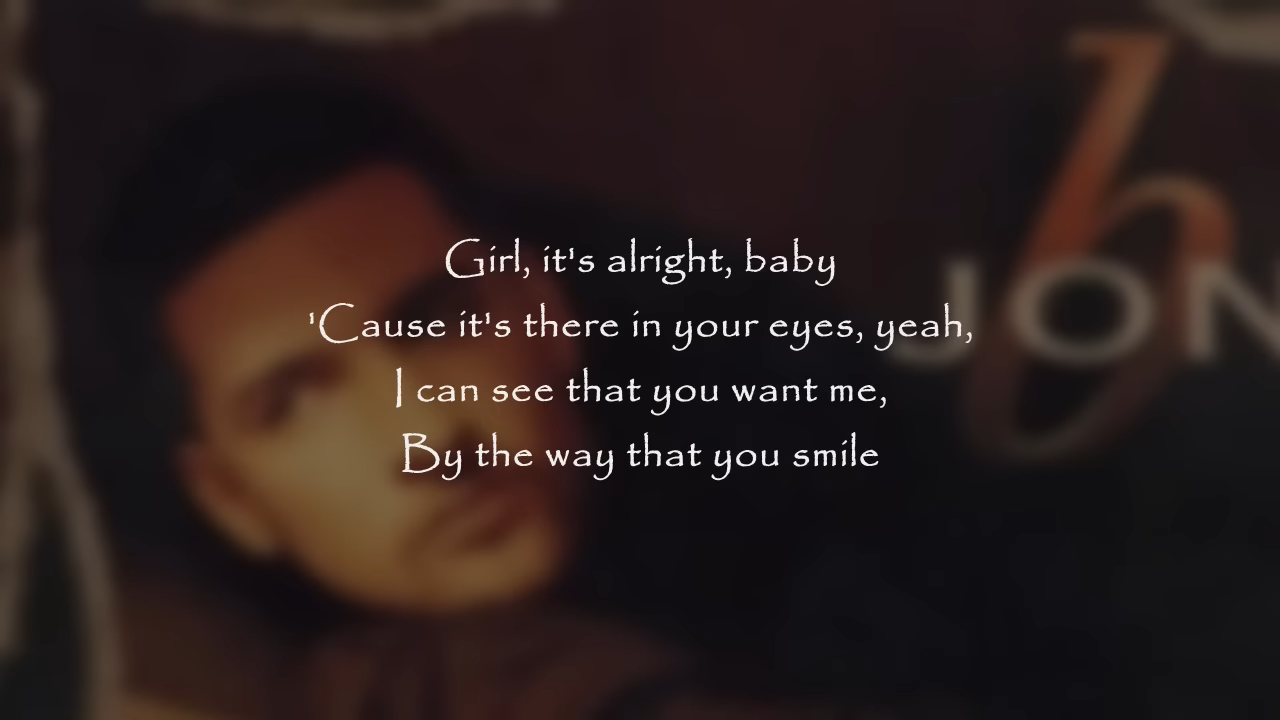 Girl, it's alright, baby
'Cause it's there in your eyes, yeah,
I can see that you want me,
By the way that you smile
b
JON